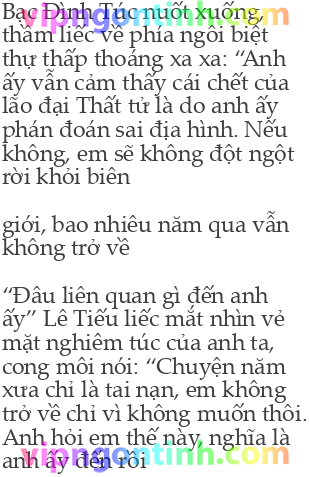 Bạc Đình Túc nuốt xuống,
thầm liếc về phía ngôi biệt
thự thấp thoáng xa xa: “Anh
ấy vẫn cảm thấy cái chết của
lão đại Thất tử là do anh ấy
phán đoán sai địa hình. Nếu
không, em sẽ không đột ngột
rời khỏi biên
giới, bao nhiêu năm qua vẫn
không trở về
“Đâu liên quan gì đến anh
ấy” Lê Tiếu liếc mắt nhìn vẻ
mặt nghiêm túc của anh ta,
cong môi nói: “Chuyện năm
xưa chỉ là tai nạn, em không
trở về chỉ vì không muốn thôi.
Anh hỏi em thế này, nghĩa là
anh ấy đến rồi
vipngontinh.com
vipngontinh.com